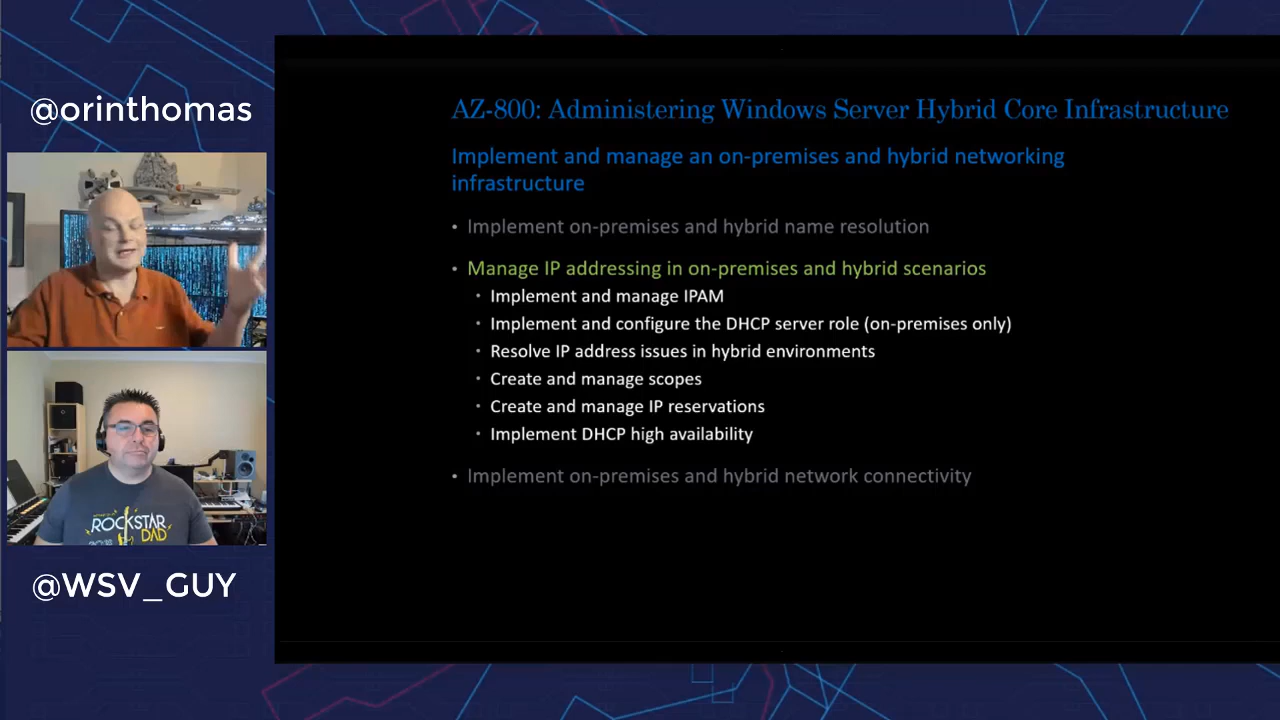 @orinthomas
ROCKSTAR
DAD
@WSV_GUY
AZ-800: Administering Windows Server Hybrid Core Infrastructure
Implement and manage an on-premises and hybrid networking
infrastructure
• Implement on-premises and hybrid name resolution
• Manage IP addressing in on-premises and hybrid scenarios
• Implement and manage IPAM
• Implement and configure the DHCP server role (on-premises only)
• Resolve IP address issues in hybrid environments
• Create and manage scopes
• Create and manage IP reservations
• Implement DHCP high availability
• Implement on-premises and hybrid network connectivity